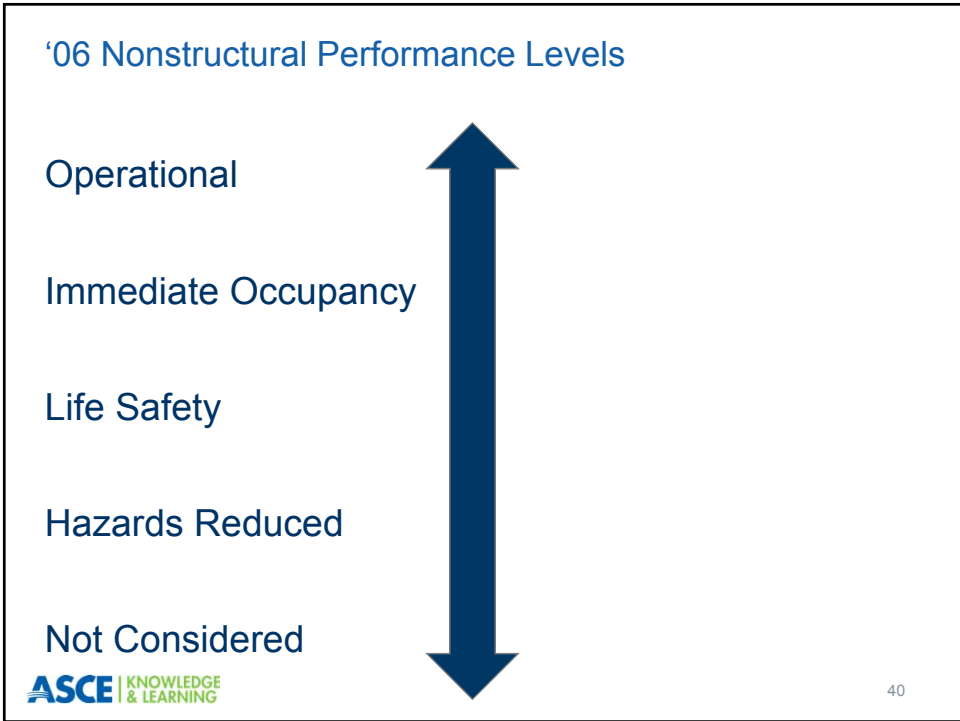 ‘06 Nonstructural Performance Levels
Operational
Immediate Occupancy
Life Safety
Hazards Reduced
Not Considered
ASCE | KNOWLEDGE
& LEARNING
40